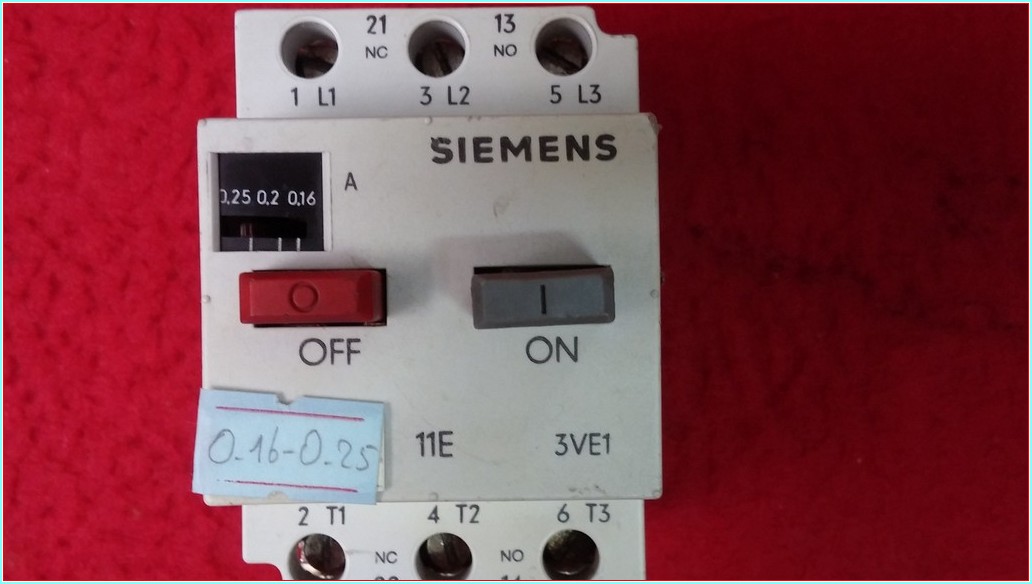 21 13
NC NO
1 L1 3 L2 5 L3
SIEMENS
A
0.25 0.2 0.16
O I
OFF ON
0.16-0.25
11E 3VE1
2 T1 4 T2 6 T3
NC NO